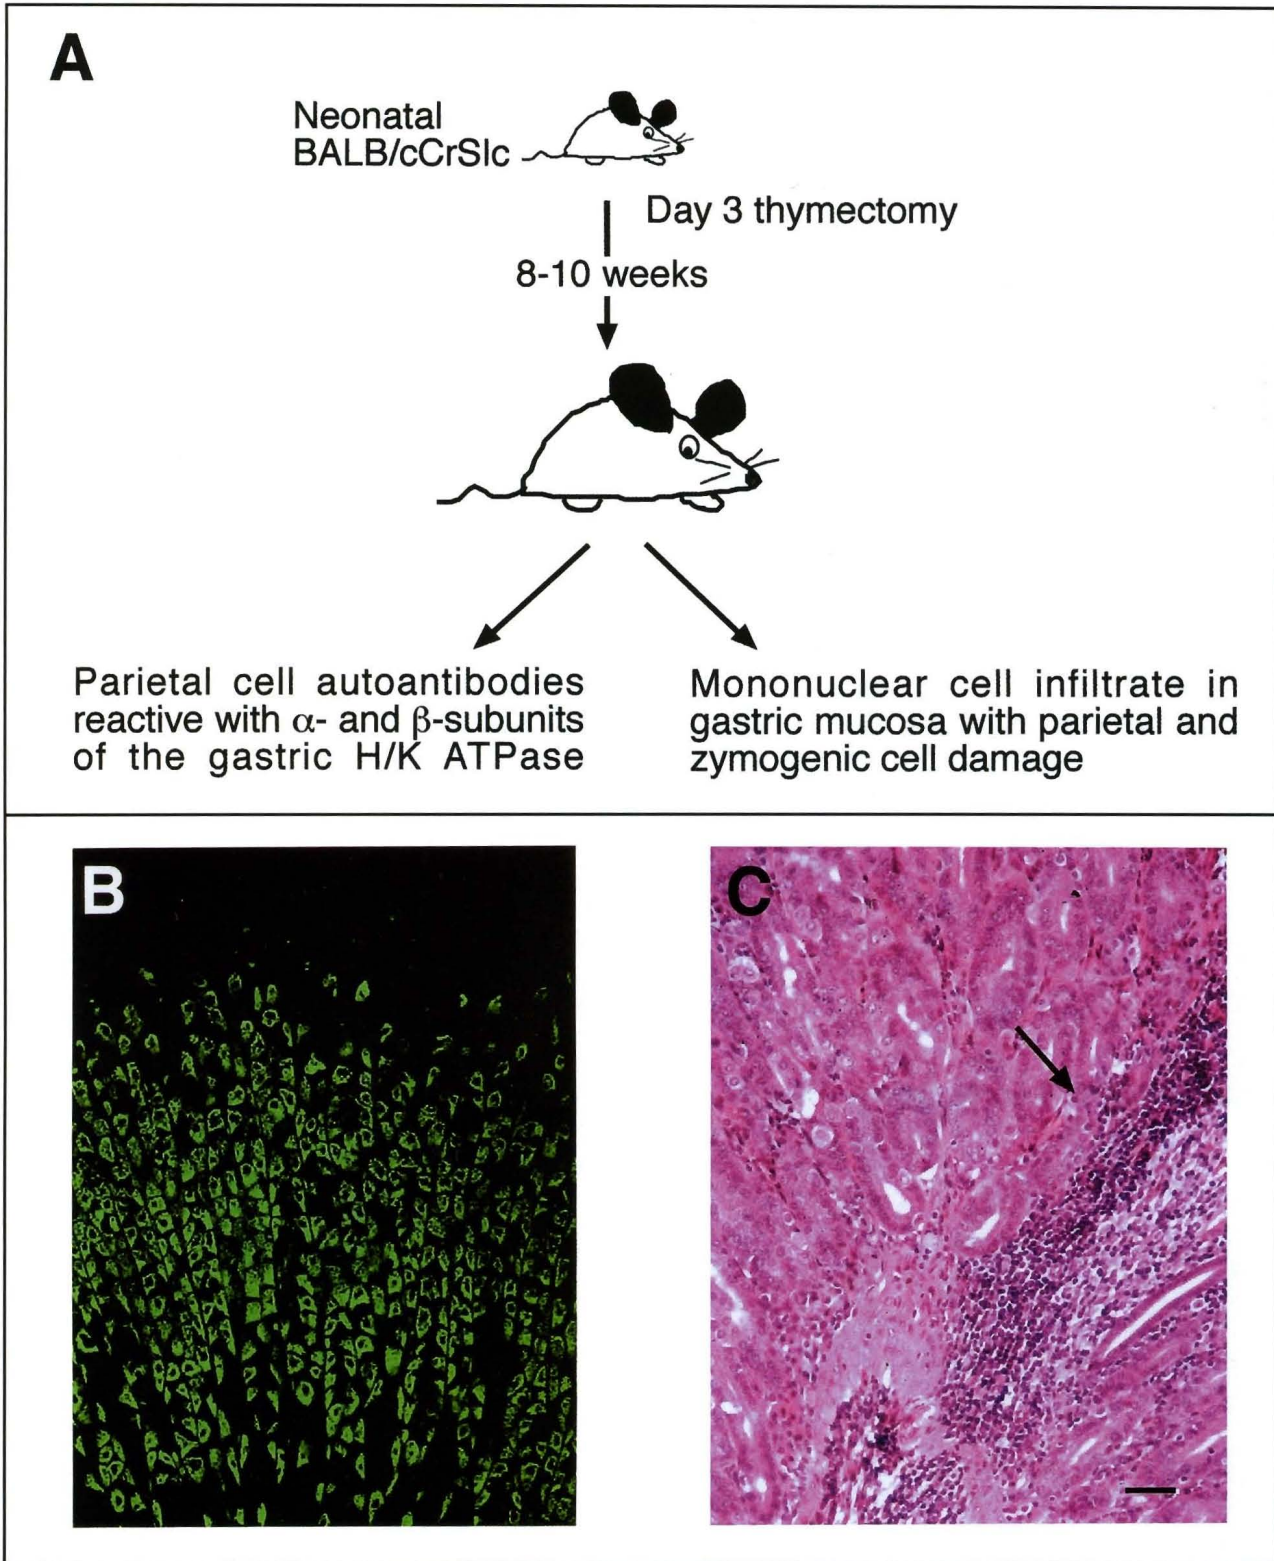 A
Neonatal
BALB/cCrSlc
Day 3 thymectomy
8-10 weeks
Parietal cell autoantibodies
reactive with α- and β-subunits
of the gastric H/K ATPase
Mononuclear cell infiltrate in
gastric mucosa with parietal and
zymogenic cell damage
B
C